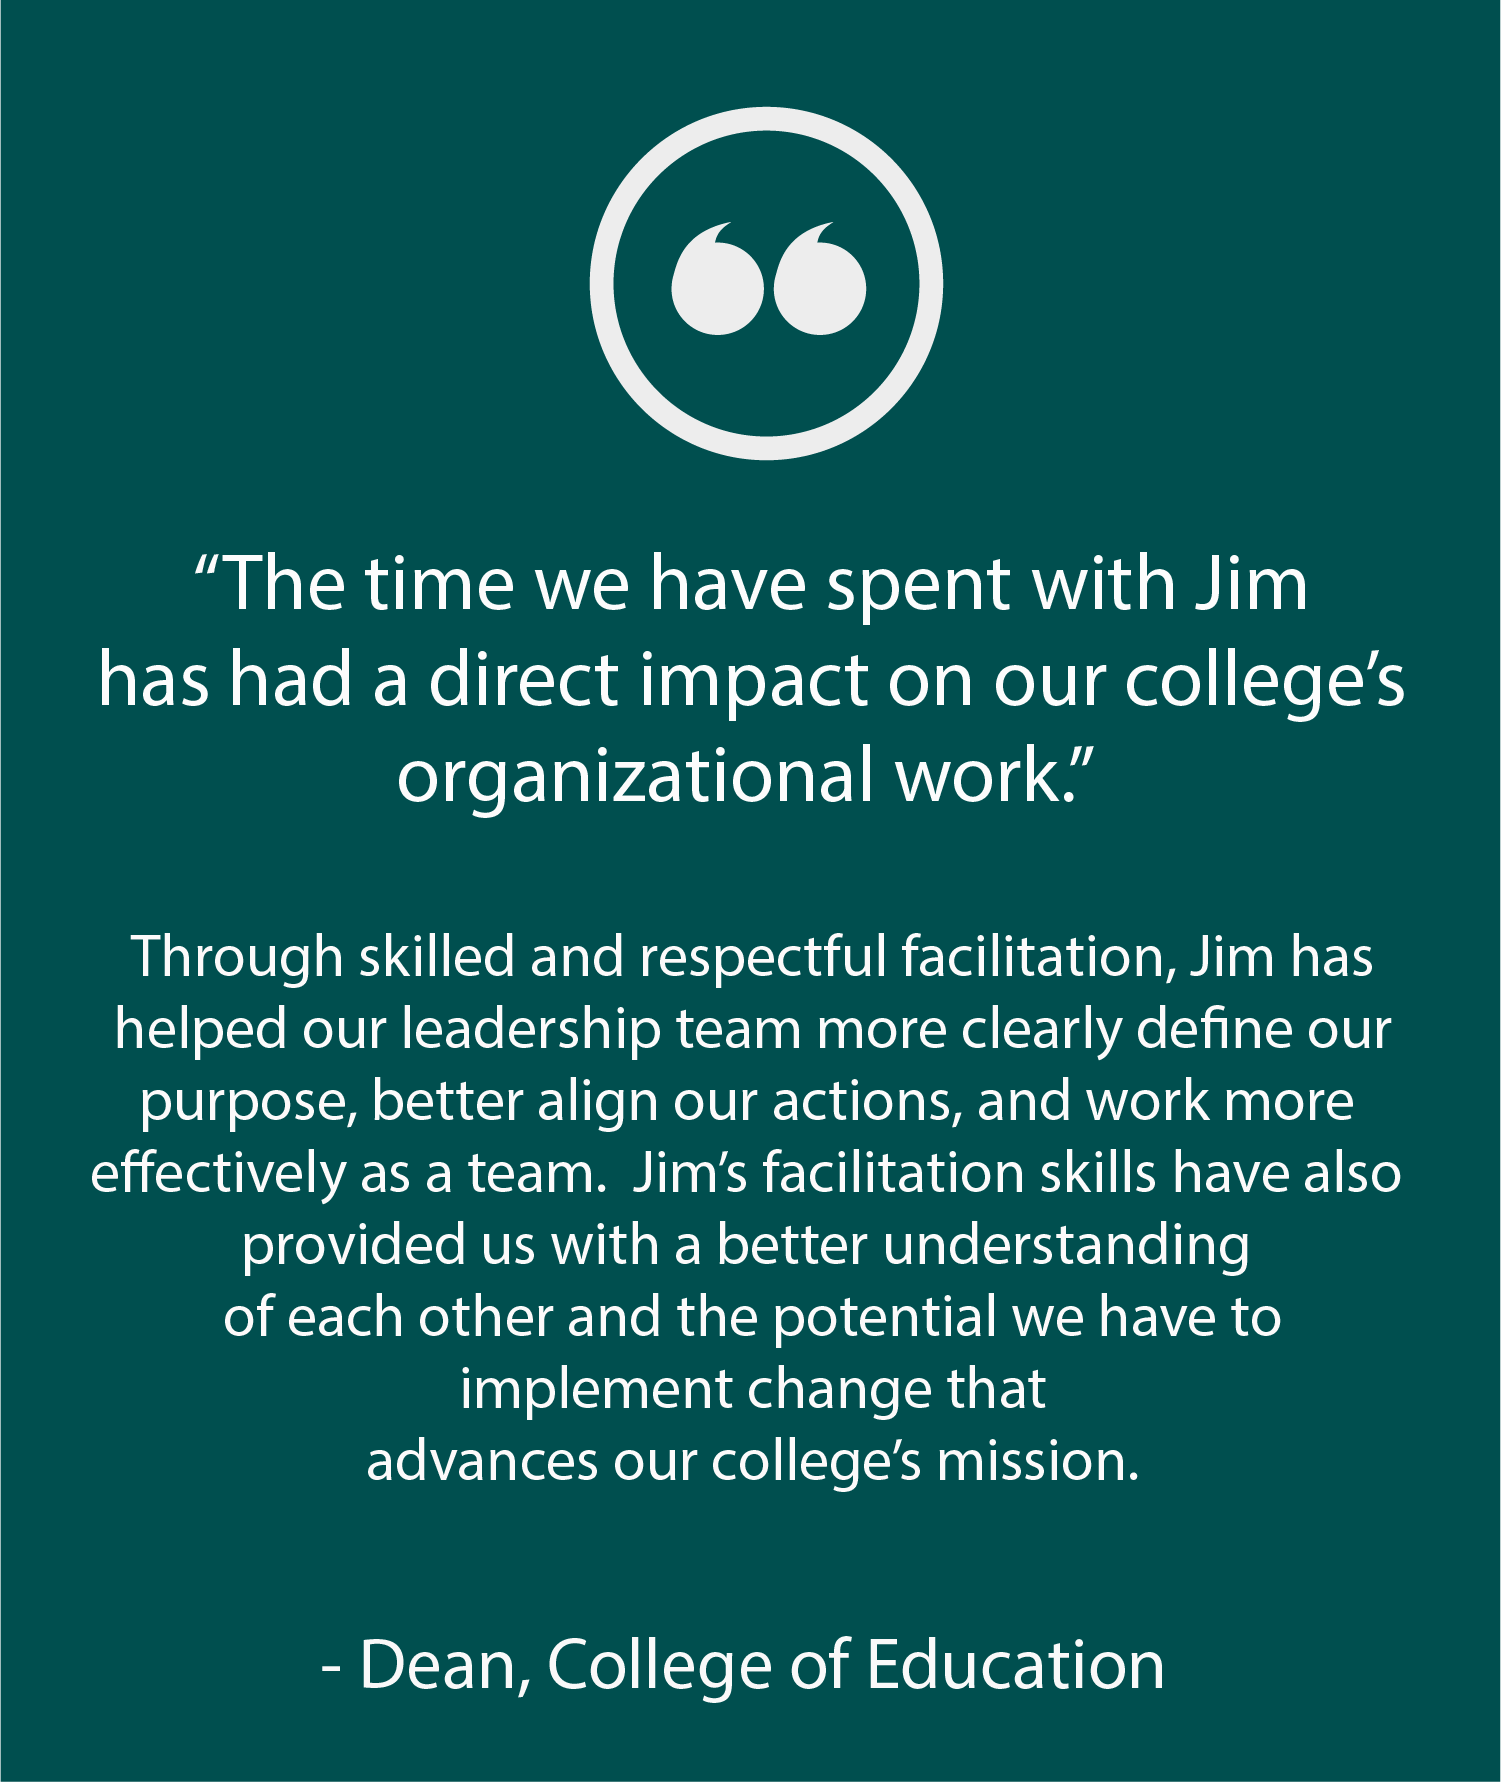 “The time we have spent with Jim
has had a direct impact on our college’s
organizational work.”
Through skilled and respectful facilitation, Jim has
helped our leadership team more clearly define our
purpose, better align our actions, and work more
effectively as a team.  Jim’s facilitation skills have also
provided us with a better understanding
of each other and the potential we have to
implement change that
advances our college’s mission.
- Dean, College of Education